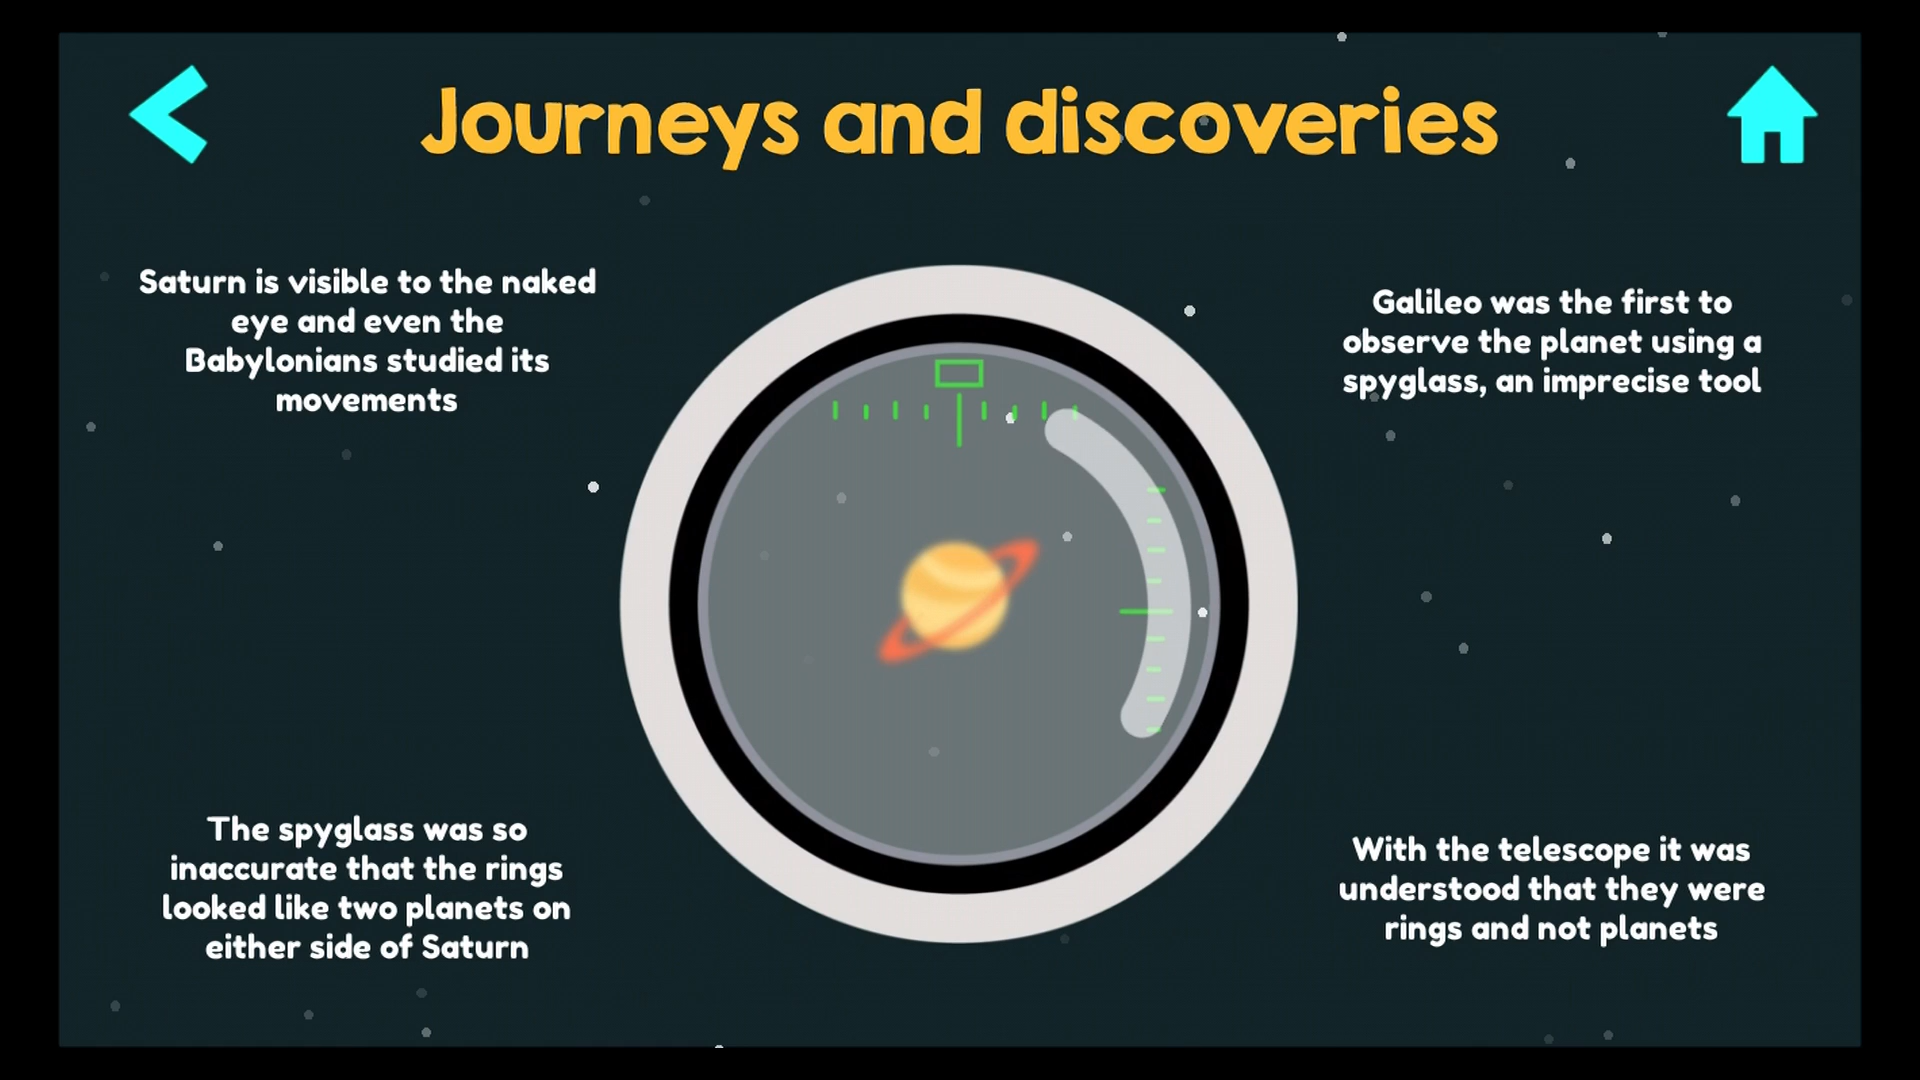 Journeys and discoveries
Saturn is visible to the naked
eye and even the
Babylonians studied its
movements
Galileo was the first to
observe the planet using a
spyglass, an imprecise tool
The spyglass was so
inaccurate that the rings
looked like two planets on
either side of Saturn
With the telescope it was
understood that they were
rings and not planets